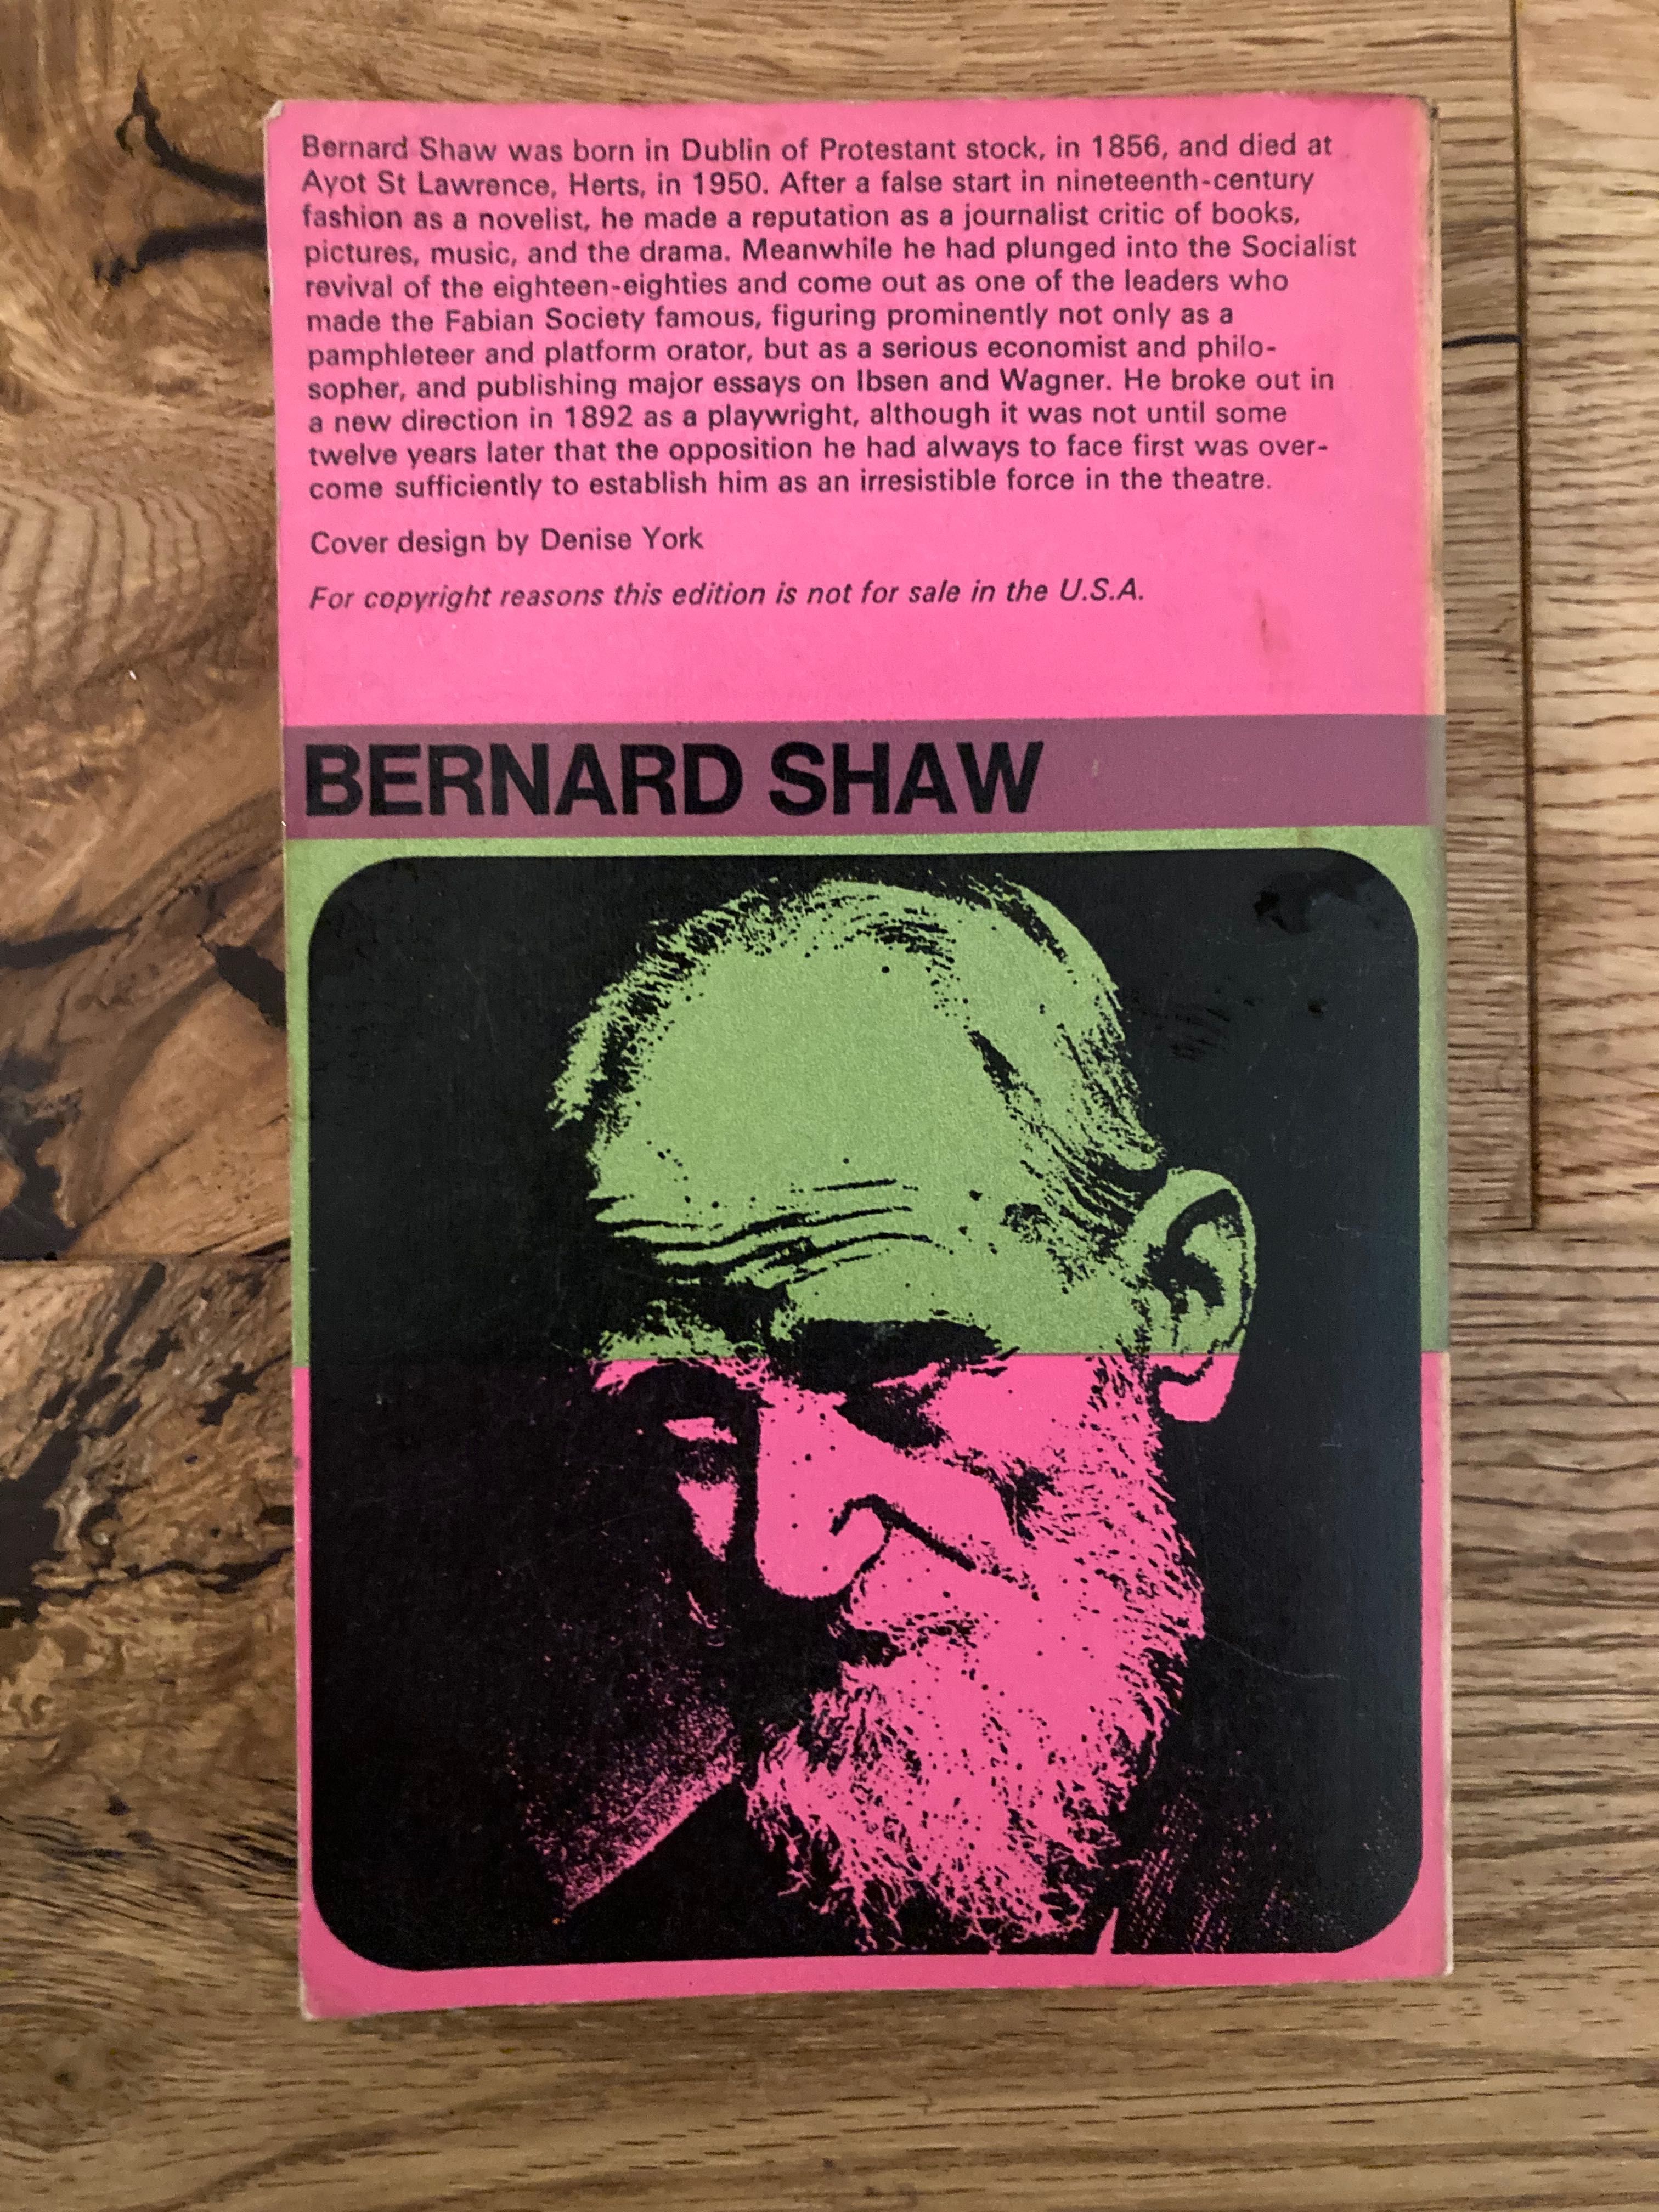 Bernard Shaw was born in Dublin of Protestant stock, in 1856, and died at
Ayot St Lawrence, Herts, in 1950. After a false start in nineteenth-century
fashion as a novelist, he made a reputation as a journalist critic of books,
pictures, music, and the drama. Meanwhile he had plunged into the Socialist
revival of the eighteen-eighties and come out as one of the leaders who
made the Fabian Society famous, figuring prominently not only as a
pamphleteer and platform orator, but as a serious economist and philo-
sopher, and publishing major essays on Ibsen and Wagner. He broke out in
a new direction in 1892 as a playwright, although it was not until some
twelve years later that the opposition he had always to face first was over-
come sufficiently to establish him as an irresistible force in the theatre.
Cover design by Denise York
For copyright reasons this edition is not for sale in the U.S.A.
BERNARD SHAW